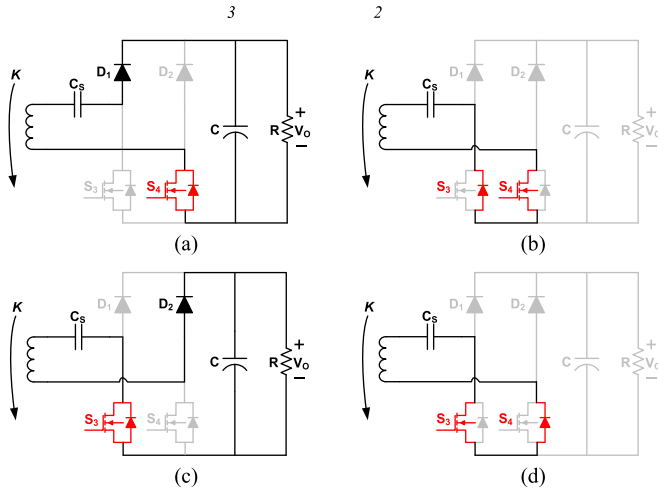 3 2
K C_S D_1 D_2 C R + V_O −
S_3 S_4
(a)
K C_S D_1 D_2 C R + V_O −
S_3 S_4
(b)
K C_S D_1 D_2 C R + V_O −
S_3 S_4
(c)
K C_S D_1 D_2 C R + V_O −
S_3 S_4
(d)